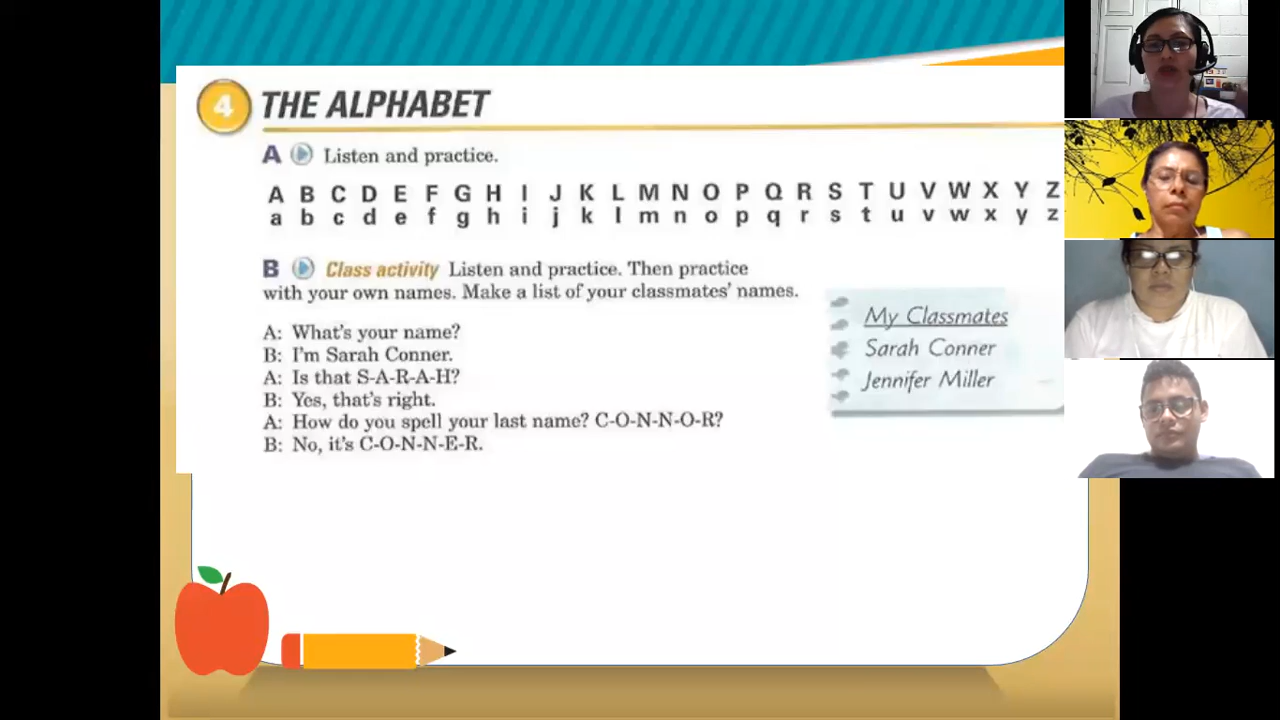 4 THE ALPHABET
A Listen and practice.
A B C D E F G H I J K L M N O P Q R S T U V W X Y Z
a b c d e f g h i j k l m n o p q r s t u v w x y z
B Class activity Listen and practice. Then practice
with your own names. Make a list of your classmates' names.
A: What's your name?
B: I'm Sarah Conner.
A: Is that S-A-R-A-H?
B: Yes, that's right.
A: How do you spell your last name? C-O-N-N-O-R?
B: No, it's C-O-N-N-E-R.
My Classmates
Sarah Conner
Jennifer Miller